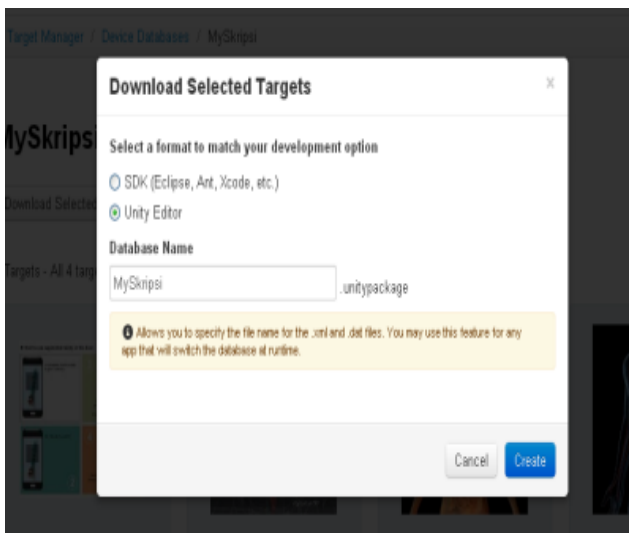 Target Manager / Device Databases / MySkripsi
MySkripsi
Download Selected
Targets - All 4 targ
Download Selected Targets
x
Select a format to match your development option
SDK (Eclipse, Ant, Xcode, etc.)
Unity Editor
Database Name
MySkripsi .unitypackage
Allows you to specify the file name for the .xml and .dat files. You may use this feature for any
app that will switch the database at runtime.
Cancel Create